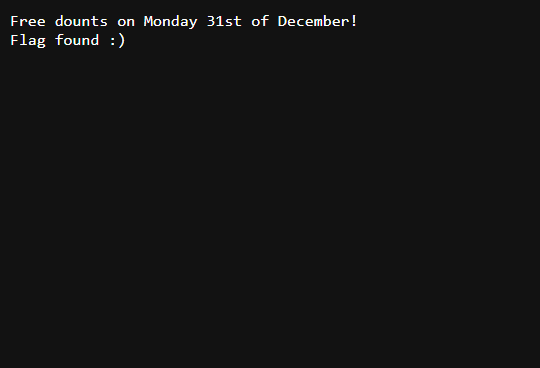 Free dounts on Monday 31st of December!
Flag found :)